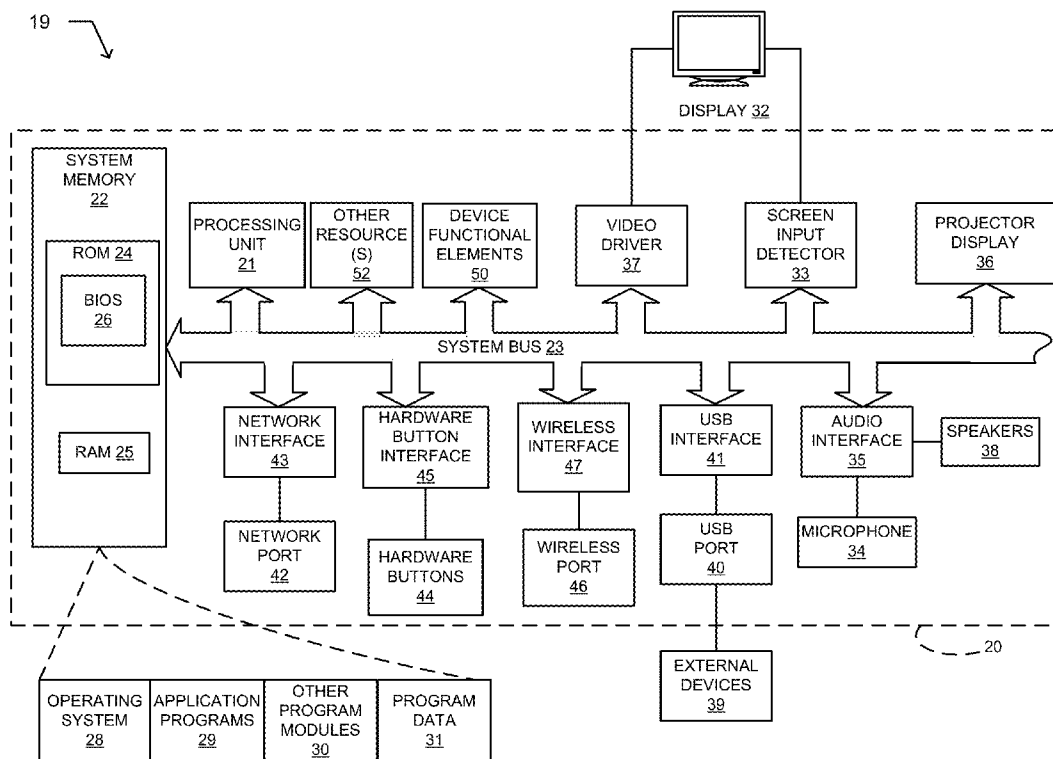 19
DISPLAY 32
SYSTEM
MEMORY
22
ROM 24
BIOS
26
RAM 25
PROCESSING
UNIT
21
OTHER
RESOURCE
(S)
52
DEVICE
FUNCTIONAL
ELEMENTS
50
VIDEO
DRIVER
37
SCREEN
INPUT
DETECTOR
33
PROJECTOR
DISPLAY
36
SYSTEM BUS 23
NETWORK
INTERFACE
43
HARDWARE
BUTTON
INTERFACE
45
WIRELESS
INTERFACE
47
USB
INTERFACE
41
AUDIO
INTERFACE
35
SPEAKERS
38
NETWORK
PORT
42
HARDWARE
BUTTONS
44
WIRELESS
PORT
46
USB
PORT
40
MICROPHONE
34
20
EXTERNAL
DEVICES
39
OPERATING
SYSTEM
28
APPLICATION
PROGRAMS
29
OTHER
PROGRAM
MODULES
30
PROGRAM
DATA
31